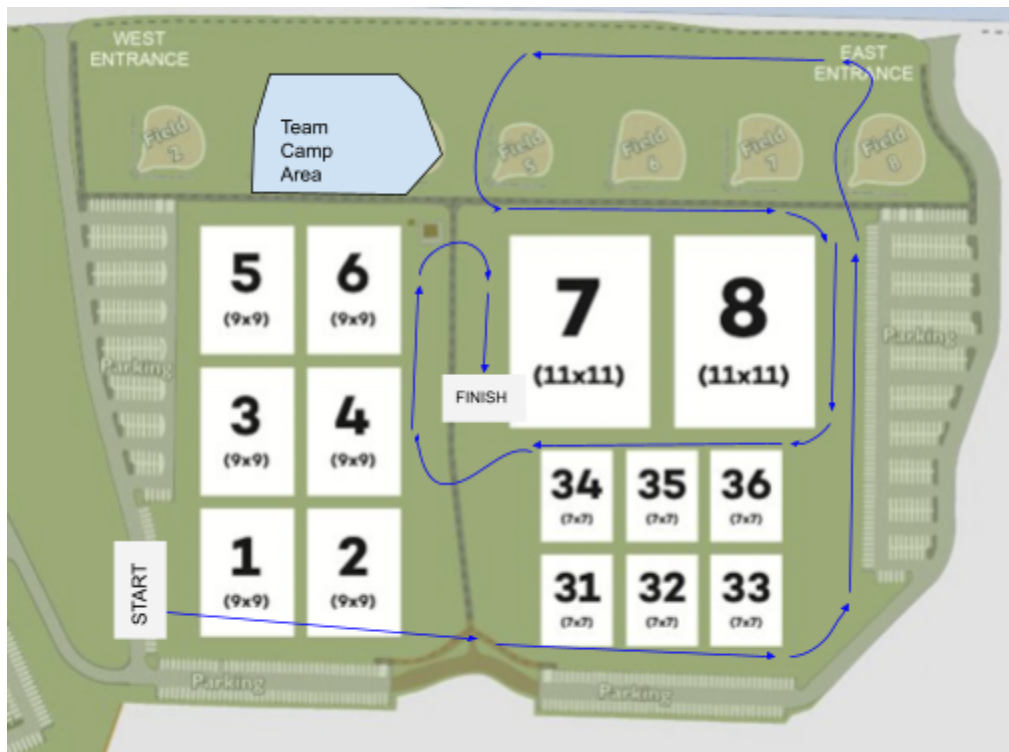 WEST
ENTRANCE
EAST
ENTRANCE
Team
Camp
Area
Field
2
Field
5
Field
6
Field
7
Field
8
5
(9x9)
6
(9x9)
7
(11x11)
8
(11x11)
Parking
Parking
3
(9x9)
4
(9x9)
FINISH
34
(7x7)
35
(7x7)
36
(7x7)
START
1
(9x9)
2
(9x9)
31
(7x7)
32
(7x7)
33
(7x7)
Parking
Parking